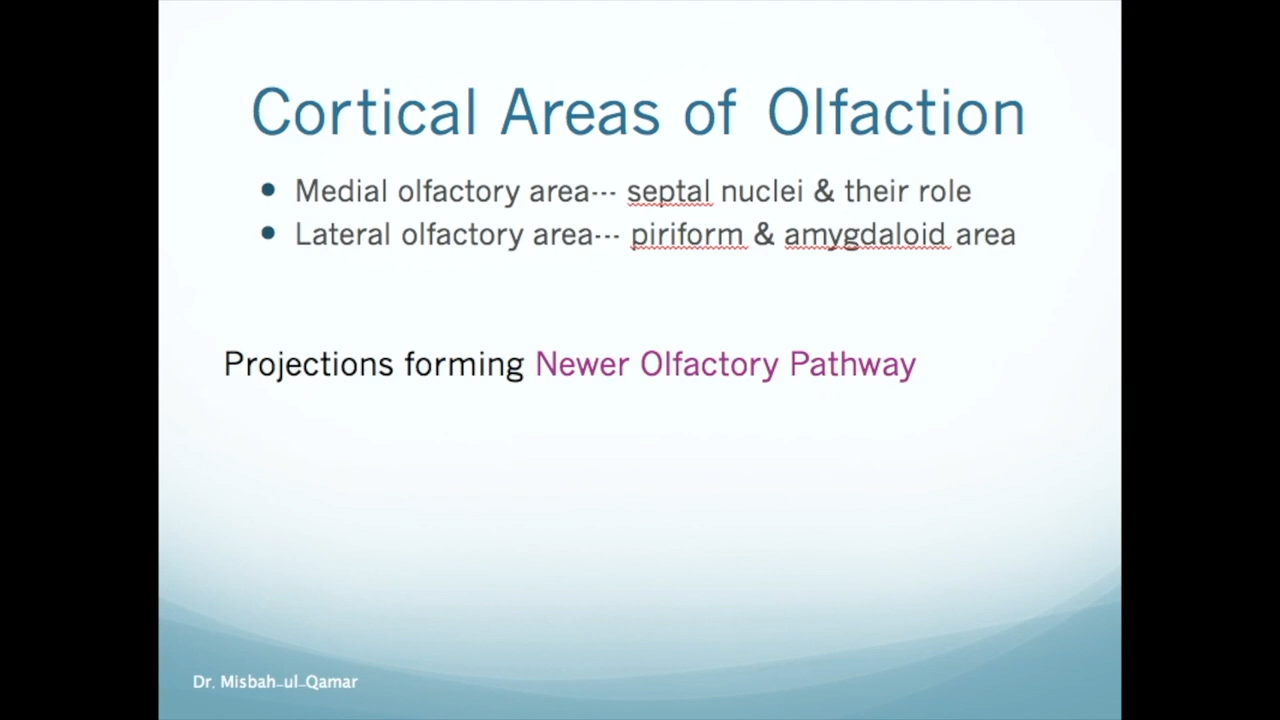 Cortical Areas of Olfaction
• Medial olfactory area--- septal nuclei & their role
• Lateral olfactory area--- piriform & amygdaloid area
Projections forming Newer Olfactory Pathway
Dr. Misbah-ul-Qamar